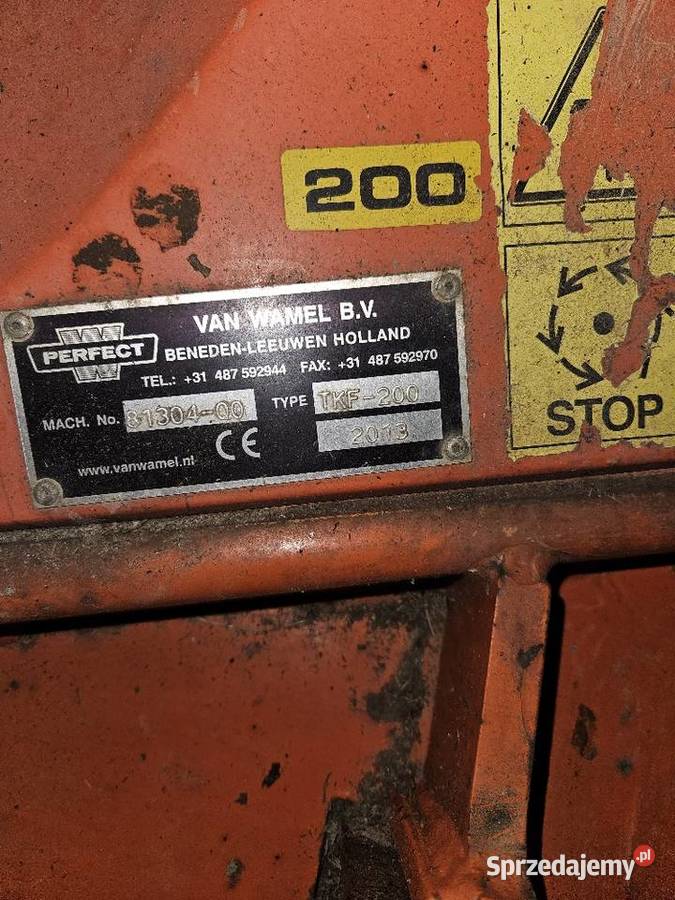 200
VAN WAMEL B.V.
PERFECT
BENEDEN-LEEUWEN HOLLAND
TEL.: +31 487 592944 FAX: +31 487 592970
MACH. No. 31304-00 TYPE TKF-200
CE 2013
www.vanwamel.nl
STOP
Sprzedajemy.pl